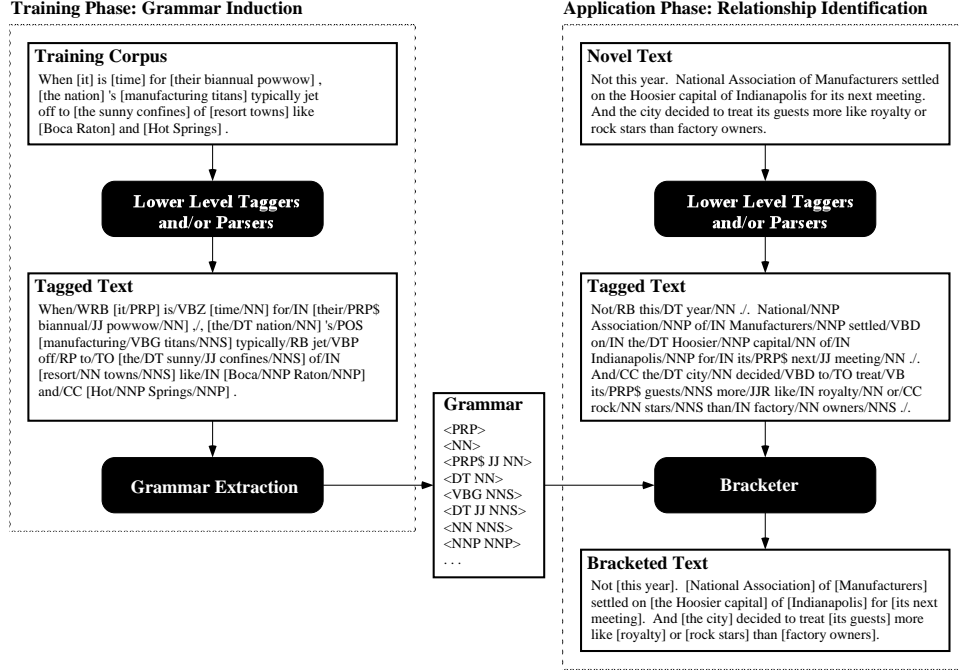 Training Phase: Grammar Induction
Training Corpus
When [it] is [time] for [their biannual powwow] ,
[the nation] 's [manufacturing titans] typically jet
off to [the sunny confines] of [resort towns] like
[Boca Raton] and [Hot Springs] .
Lower Level Taggers
and/or Parsers
Tagged Text
When/WRB [it/PRP] is/VBZ [time/NN] for/IN [their/PRP$
biannual/JJ powwow/NN] ,/, [the/DT nation/NN] 's/POS
[manufacturing/VBG titans/NNS] typically/RB jet/VBP
off/RP to/TO [the/DT sunny/JJ confines/NNS] of/IN
[resort/NN towns/NNS] like/IN [Boca/NNP Raton/NNP]
and/CC [Hot/NNP Springs/NNP] .
Grammar Extraction
Grammar
<PRP>
<NN>
<PRP$ JJ NN>
<DT NN>
<VBG NNS>
<DT JJ NNS>
<NN NNS>
<NNP NNP>
. . .
Application Phase: Relationship Identification
Novel Text
Not this year. National Association of Manufacturers settled
on the Hoosier capital of Indianapolis for its next meeting.
And the city decided to treat its guests more like royalty or
rock stars than factory owners.
Lower Level Taggers
and/or Parsers
Tagged Text
Not/RB this/DT year/NN ./. National/NNP
Association/NNP of/IN Manufacturers/NNP settled/VBD
on/IN the/DT Hoosier/NNP capital/NN of/IN
Indianapolis/NNP for/IN its/PRP$ next/JJ meeting/NN ./.
And/CC the/DT city/NN decided/VBD to/TO treat/VB
its/PRP$ guests/NNS more/JJR like/IN royalty/NN or/CC
rock/NN stars/NNS than/IN factory/NN owners/NNS ./.
Bracketer
Bracketed Text
Not [this year]. [National Association] of [Manufacturers]
settled on [the Hoosier capital] of [Indianapolis] for [its next
meeting]. And [the city] decided to treat [its guests] more
like [royalty] or [rock stars] than [factory owners].